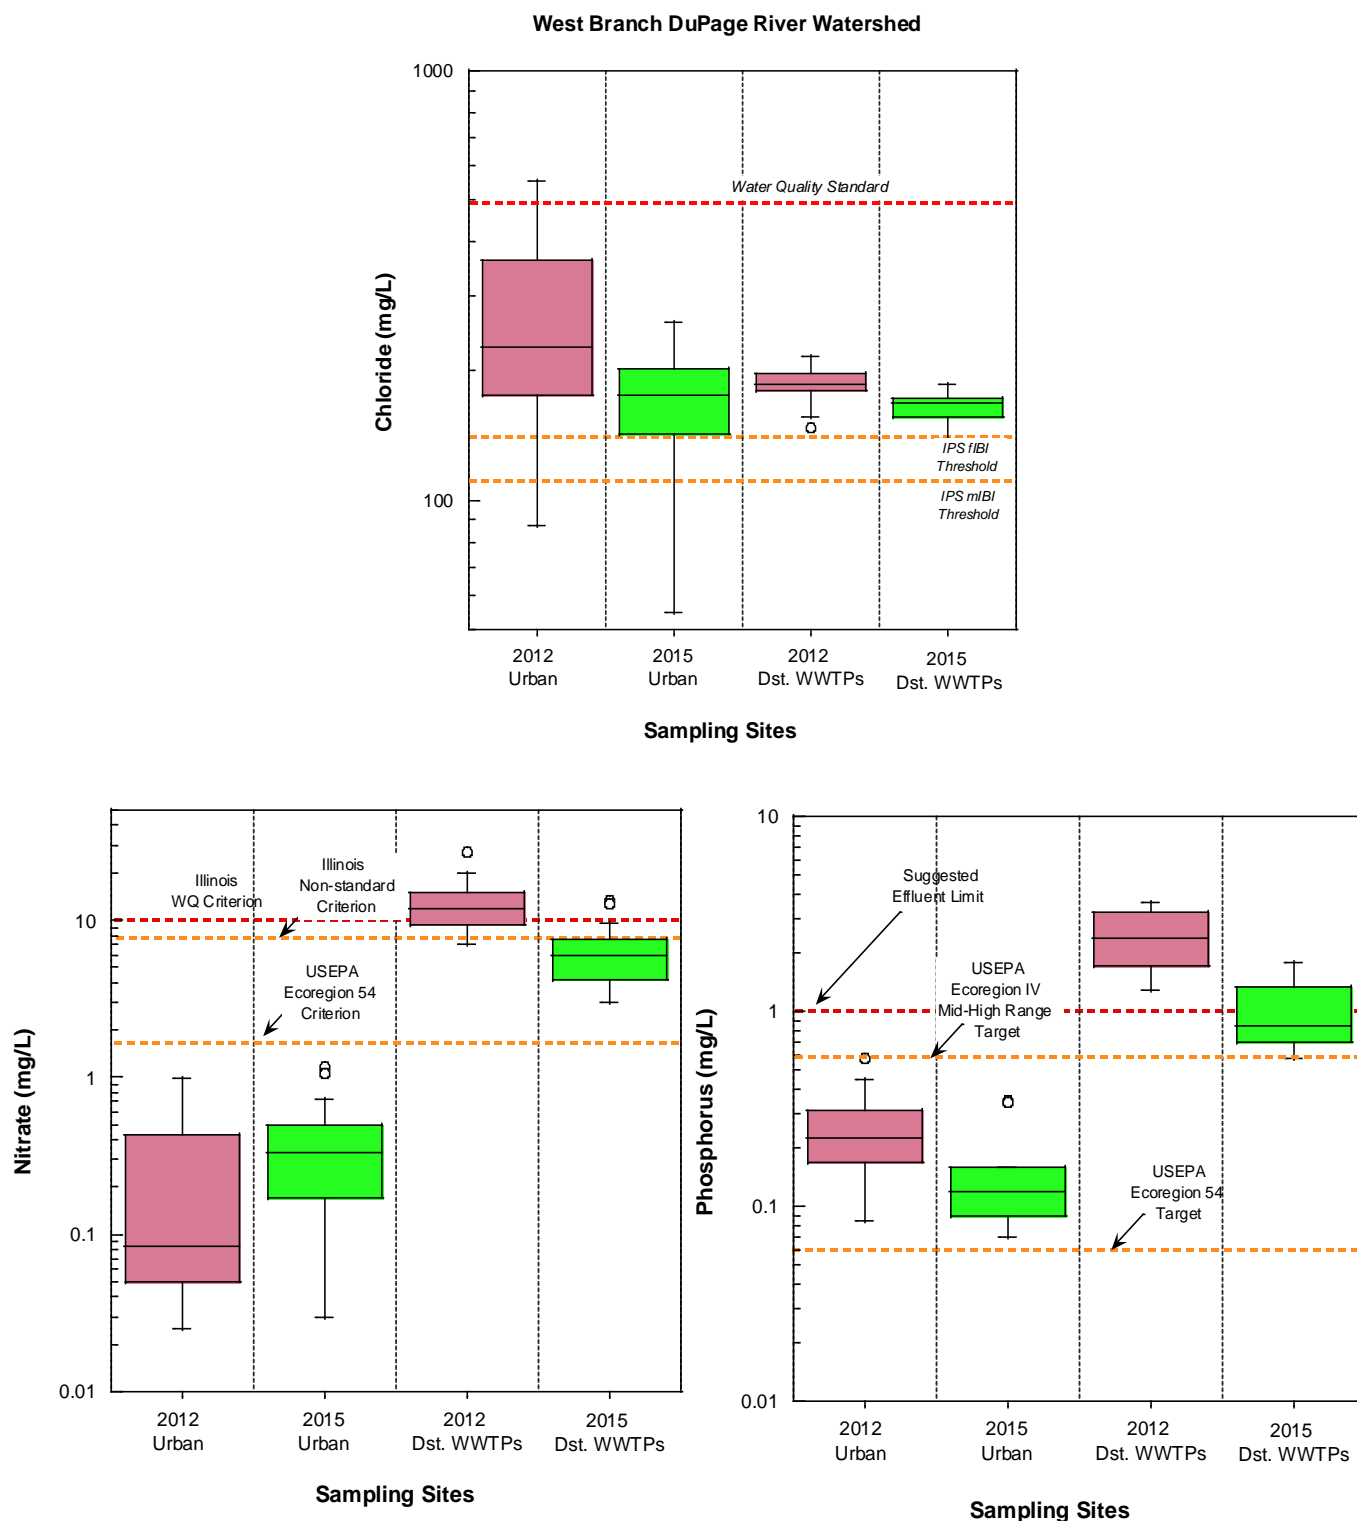 West Branch DuPage River Watershed
1000
100
Chloride (mg/L)
Water Quality Standard
IPS fIBI
Threshold
IPS mIBI
Threshold
2012
Urban
2015
Urban
2012
Dst. WWTPs
2015
Dst. WWTPs
Sampling Sites
10
1
0.1
0.01
Nitrate (mg/L)
Illinois
WQ Criterion
Illinois
Non-standard
Criterion
USEPA
Ecoregion 54
Criterion
2012
Urban
2015
Urban
2012
Dst. WWTPs
2015
Dst. WWTPs
Sampling Sites
10
1
0.1
0.01
Phosphorus (mg/L)
Suggested
Effluent Limit
USEPA
Ecoregion IV
Mid-High Range
Target
USEPA
Ecoregion 54
Target
2012
Urban
2015
Urban
2012
Dst. WWTPs
2015
Dst. WWTPs
Sampling Sites